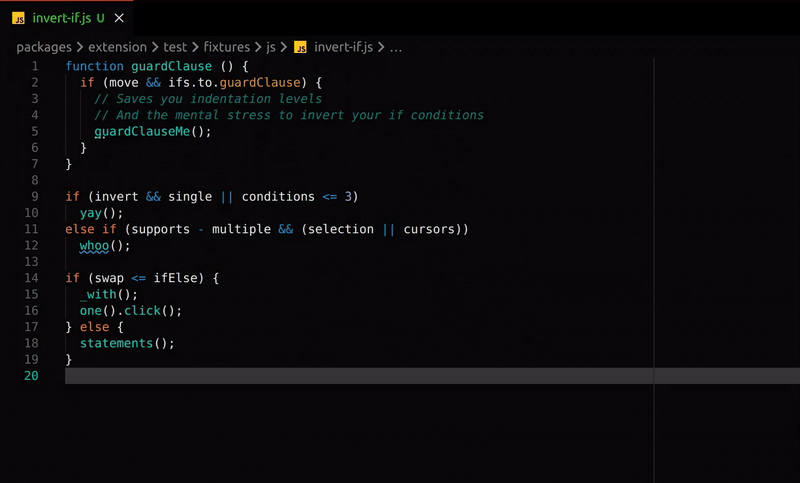 JS invert-if.js U ×
packages > extension > test > fixtures > js > JS invert-if.js > ...
1 function guardClause () {
2 if (move && ifs.to.guardClause) {
3 // Saves you indentation levels
4 // And the mental stress to invert your if conditions
5 guardClauseMe();
6 }
7 }
8
9 if (invert && single || conditions <= 3)
10 yay();
11 else if (supports - multiple && (selection || cursors))
12 whoo();
13
14 if (swap <= ifElse) {
15 _with();
16 one().click();
17 } else {
18 statements();
19 }
20